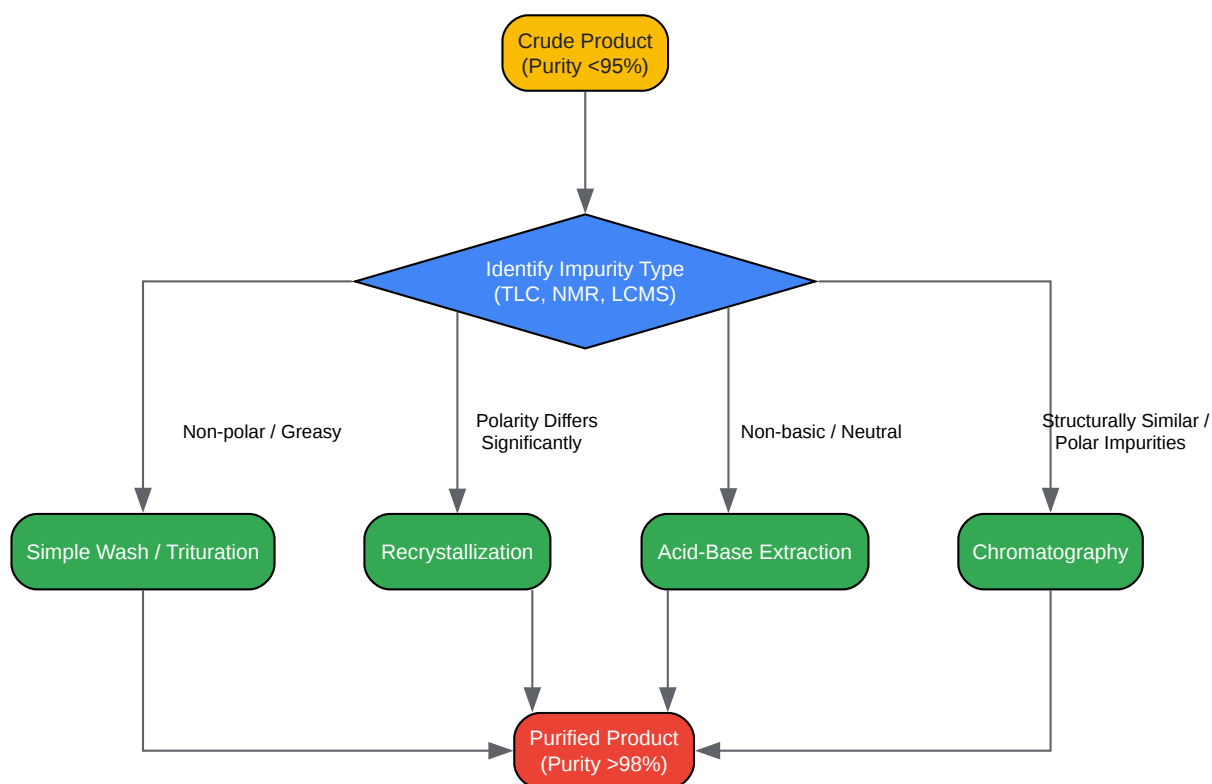 Crude Product
(Purity <95%)
Identify Impurity Type
(TLC, NMR, LCMS)
Non-polar / Greasy
Polarity Differs
Significantly
Non-basic / Neutral
Structurally Similar /
Polar Impurities
Simple Wash / Trituration
Recrystallization
Acid-Base Extraction
Chromatography
Purified Product
(Purity >98%)